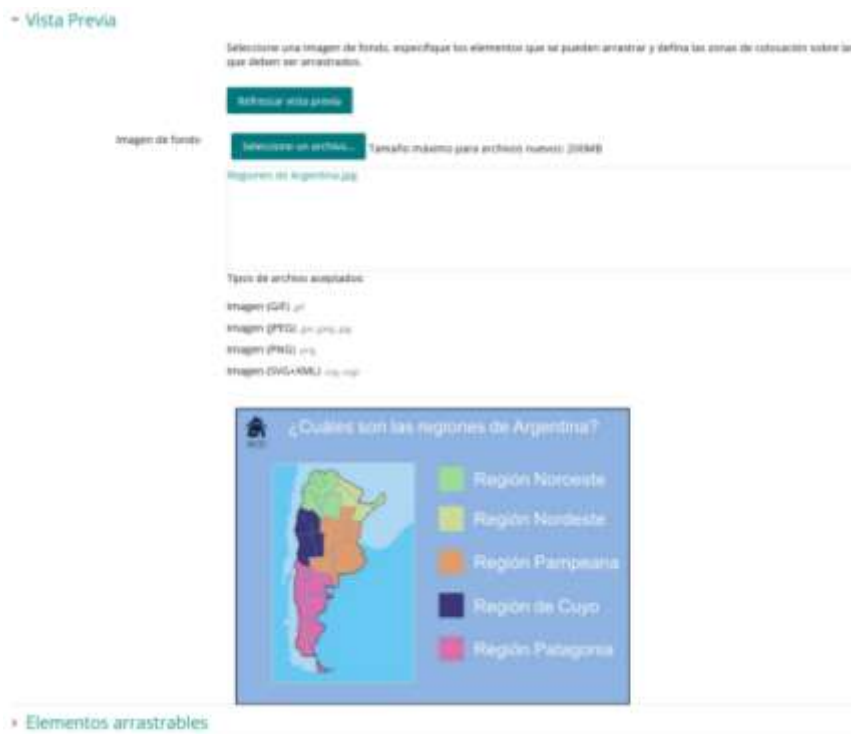 Vista Previa
Seleccione una imagen de fondo, especifique los elementos que se pueden arrastrar y defina las zonas de colocación sobre las
que deben ser arrastrados.
Refrescar vista previa
Imagen de fondo
Seleccione un archivo...
Tamaño máximo para archivos nuevos: 200MB
Regiones de Argentina.jpg
Tipos de archivo aceptados:
Imagen (GIF) .gif
Imagen (JPEG)
Imagen (PNG) .png
Imagen (SVG+XML)
¿Cuáles son las regiones de Argentina?
Región Noroeste
Región Nordeste
Región Pampeana
Región de Cuyo
Región Patagonia
Elementos arrastrables